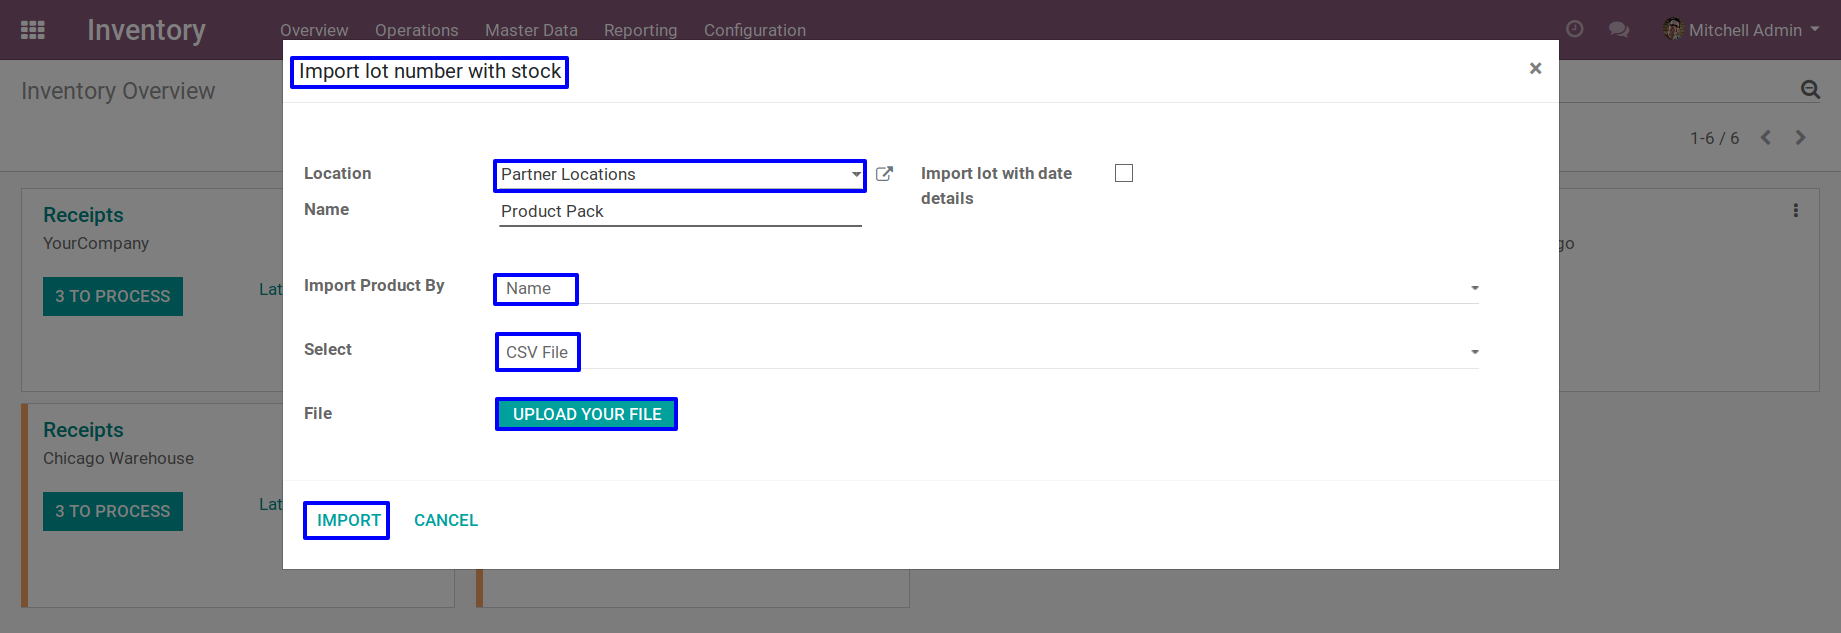 Inventory
Overview Operations Master Data Reporting Configuration
Mitchell Admin
Inventory Overview
1-6 / 6
Import lot number with stock
×
Location Partner Locations
Import lot with date details
Name Product Pack
Import Product By Name
Select CSV File
File UPLOAD YOUR FILE
IMPORT CANCEL
Receipts
YourCompany
3 TO PROCESS
Lat
go
Receipts
Chicago Warehouse
3 TO PROCESS
Lat